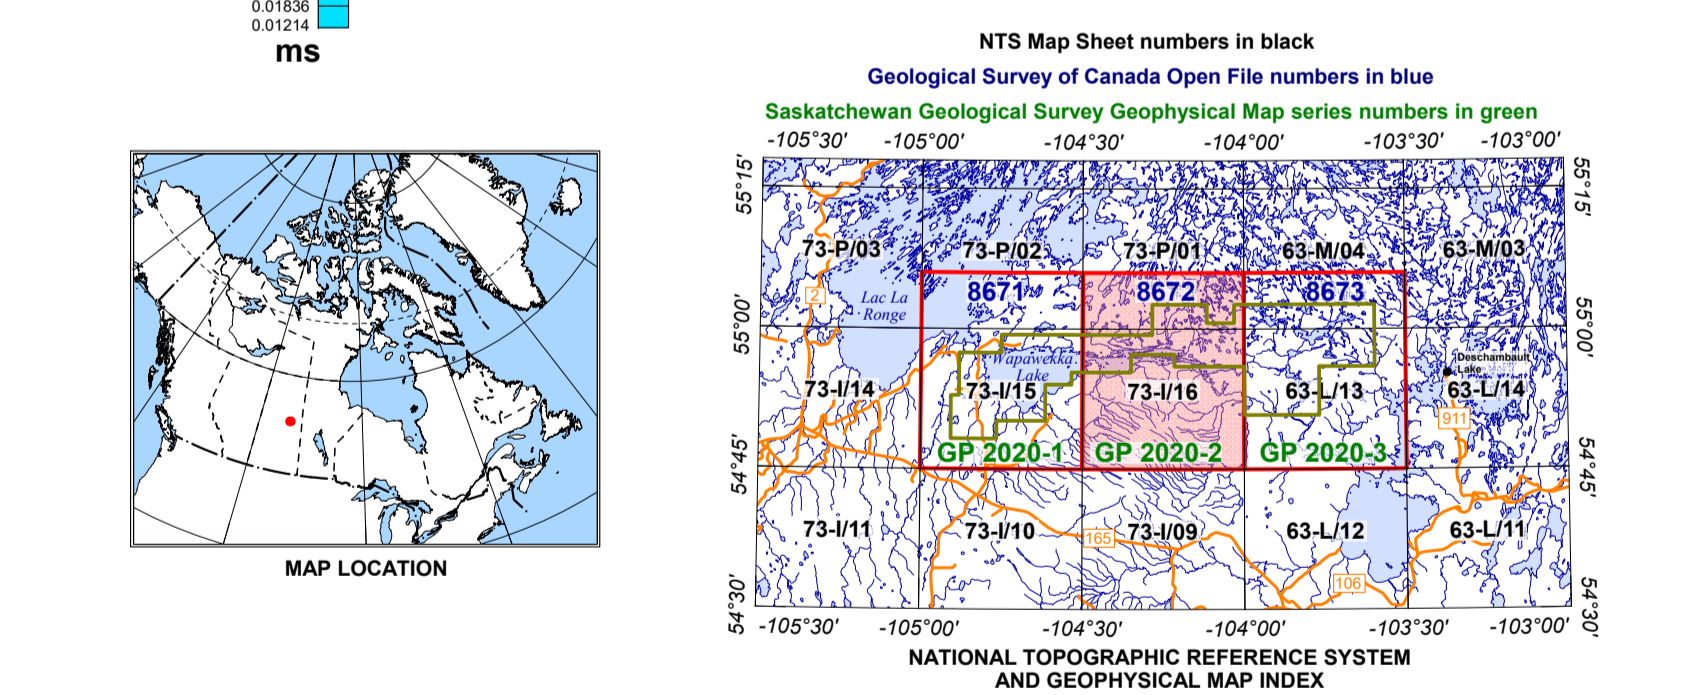 0.01836
0.01214
ms
MAP LOCATION
NTS Map Sheet numbers in black
Geological Survey of Canada Open File numbers in blue
Saskatchewan Geological Survey Geophysical Map series numbers in green
-105°30' -105°00' -104°30' -104°00' -103°30' -103°00'
55°15' 55°15'
73-P/03 73-P/02 73-P/01 63-M/04 63-M/03
2 8671 8672 8673
Lac La
Ronge
55°00' 55°00'
Wapawekka
Lake
Deschambault
Lake
73-I/14 73-I/15 73-I/16 63-L/13 63-L/14
911
GP 2020-1 GP 2020-2 GP 2020-3
54°45' 54°45'
73-I/11 73-I/10 73-I/09 63-L/12 63-L/11
165
106
54°30' 54°30'
-105°30' -105°00' -104°30' -104°00' -103°30' -103°00'
NATIONAL TOPOGRAPHIC REFERENCE SYSTEM
AND GEOPHYSICAL MAP INDEX